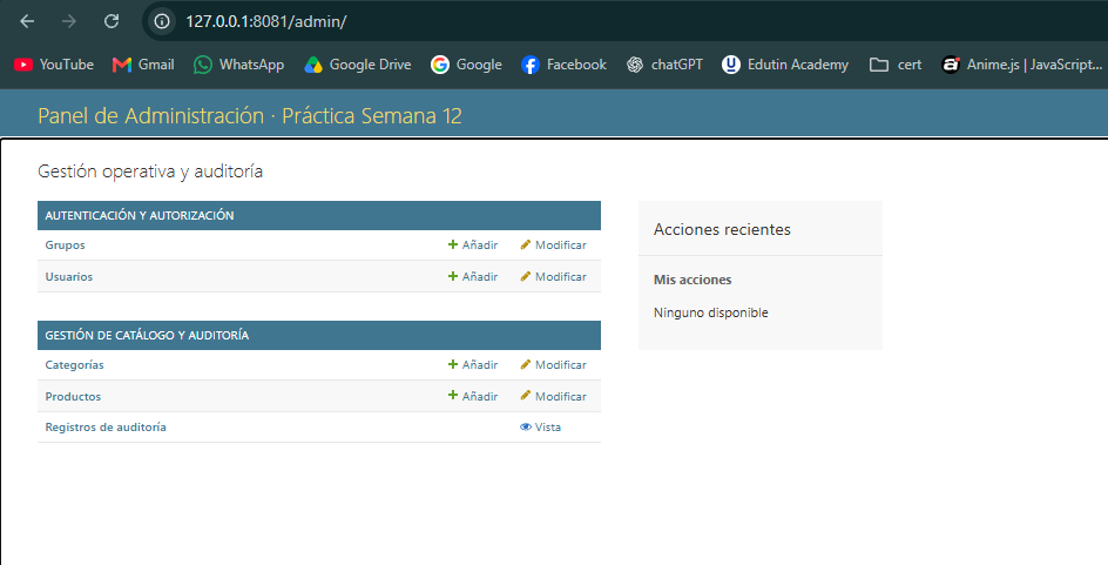 127.0.0.1:8081/admin/
YouTube Gmail WhatsApp Google Drive Google Facebook chatGPT Edutin Academy cert Anime.js | JavaScript...
Panel de Administración · Práctica Semana 12
Gestión operativa y auditoría
AUTENTICACIÓN Y AUTORIZACIÓN
Grupos Añadir Modificar
Usuarios Añadir Modificar
GESTIÓN DE CATÁLOGO Y AUDITORÍA
Categorías Añadir Modificar
Productos Añadir Modificar
Registros de auditoría Vista
Acciones recientes
Mis acciones
Ninguno disponible